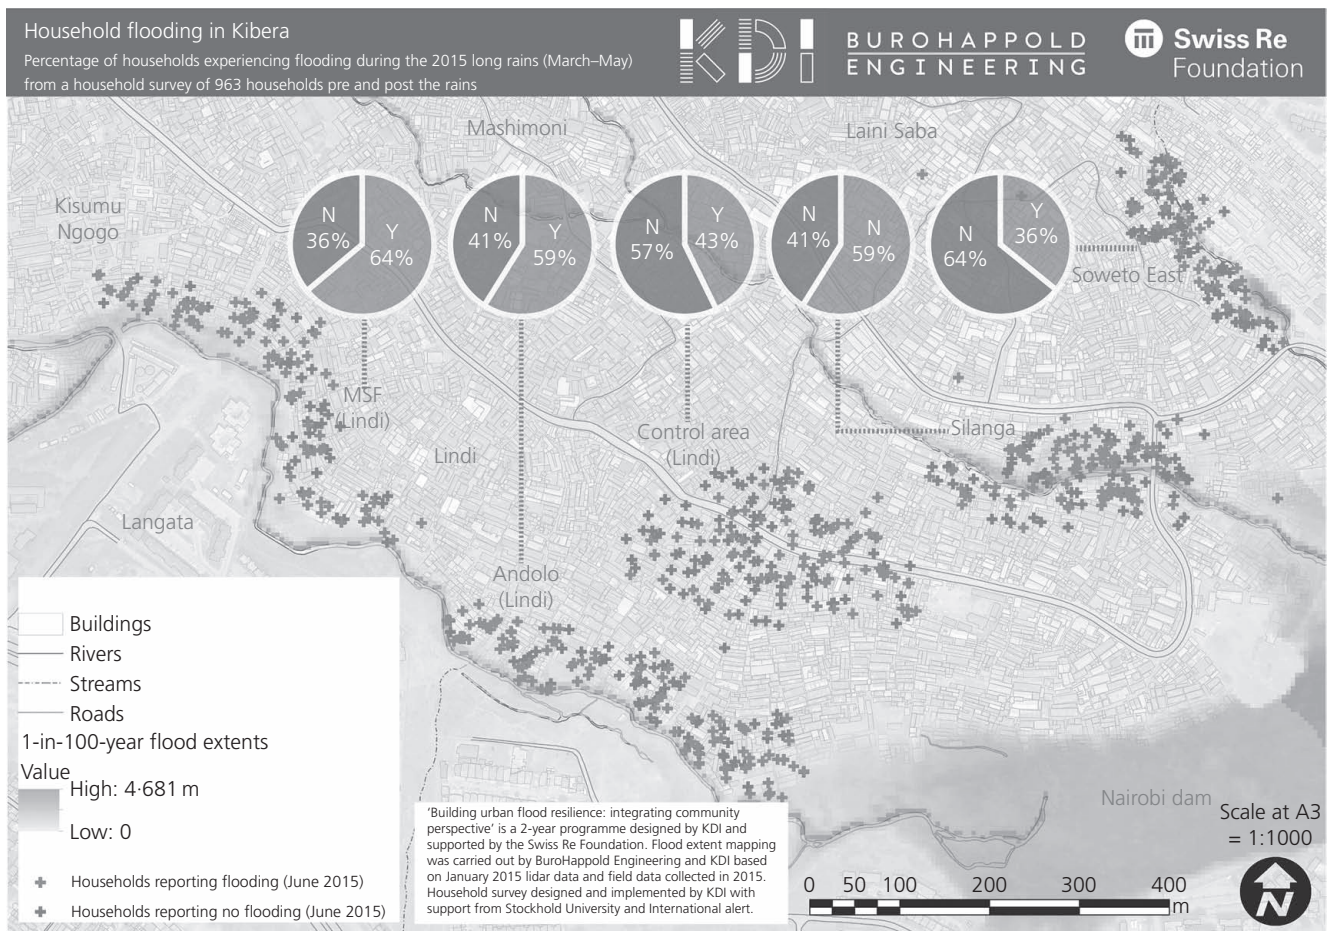 Household flooding in Kibera
Percentage of households experiencing flooding during the 2015 long rains (March–May)
from a household survey of 963 households pre and post the rains
KDI
BUROHAPPOLD
ENGINEERING
Swiss Re
Foundation
Mashimoni
Laini Saba
Kisumu
Ngogo
N
36%
Y
64%
N
41%
Y
59%
N
57%
Y
43%
N
41%
N
59%
N
64%
Y
36%
Soweto East
MSF
(Lindi)
Control area
(Lindi)
Silanga
Lindi
Langata
Andolo
(Lindi)
Buildings
Rivers
Streams
Roads
1-in-100-year flood extents
Value
High: 4·681 m
Low: 0
Households reporting flooding (June 2015)
Households reporting no flooding (June 2015)
‘Building urban flood resilience: integrating community
perspective’ is a 2-year programme designed by KDI and
supported by the Swiss Re Foundation. Flood extent mapping
was carried out by BuroHappold Engineering and KDI based
on January 2015 lidar data and field data collected in 2015.
Household survey designed and implemented by KDI with
support from Stockhold University and International alert.
Nairobi dam
Scale at A3
= 1:1000
0 50 100 200 300 400
m
N